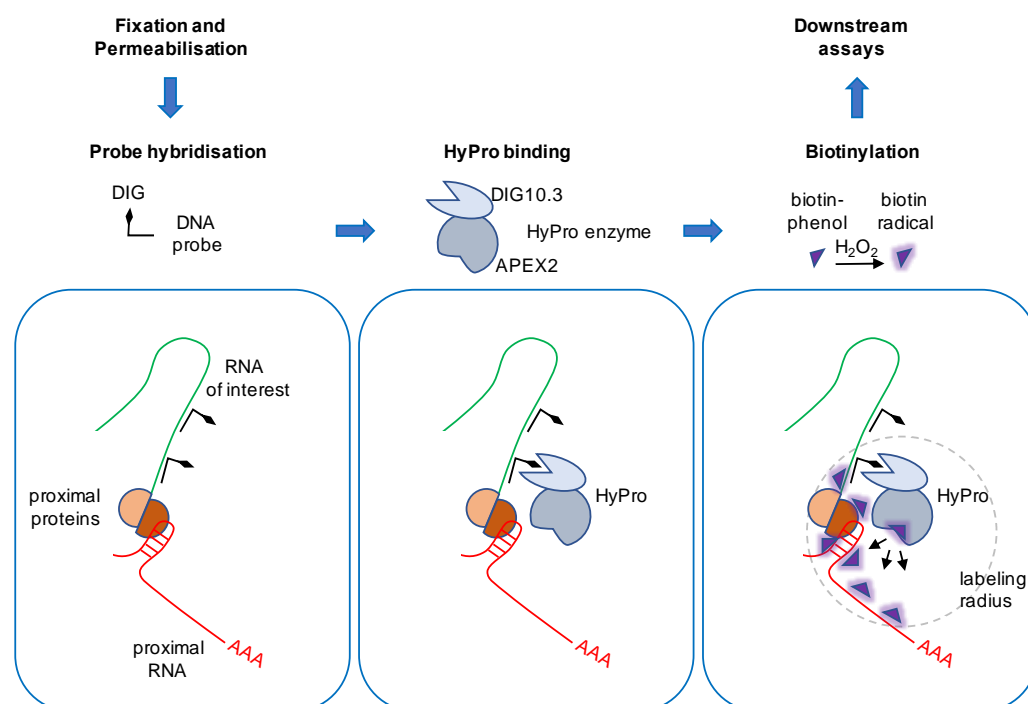 Fixation and
Permeabilisation
Downstream
assays
Probe hybridisation
HyPro binding
Biotinylation
DIG
DNA
probe
DIG10.3
HyPro enzyme
APEX2
biotin-
phenol
biotin
radical
H₂O₂
RNA
of interest
proximal
proteins
proximal
RNA
AAA
HyPro
AAA
HyPro
labeling
radius
AAA